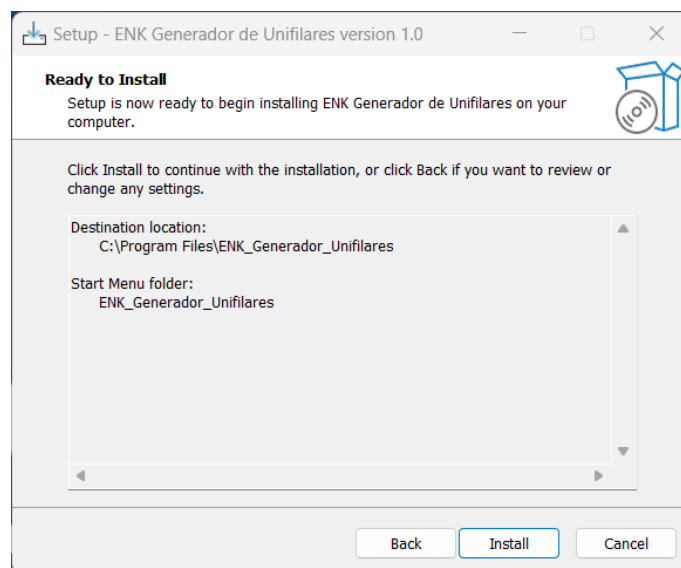 Setup - ENK Generador de Unifilares version 1.0
Ready to Install
Setup is now ready to begin installing ENK Generador de Unifilares on your
computer.
Click Install to continue with the installation, or click Back if you want to review or
change any settings.
Destination location:
C:\Program Files\ENK_Generador_Unifilares
Start Menu folder:
ENK_Generador_Unifilares
Back Install Cancel